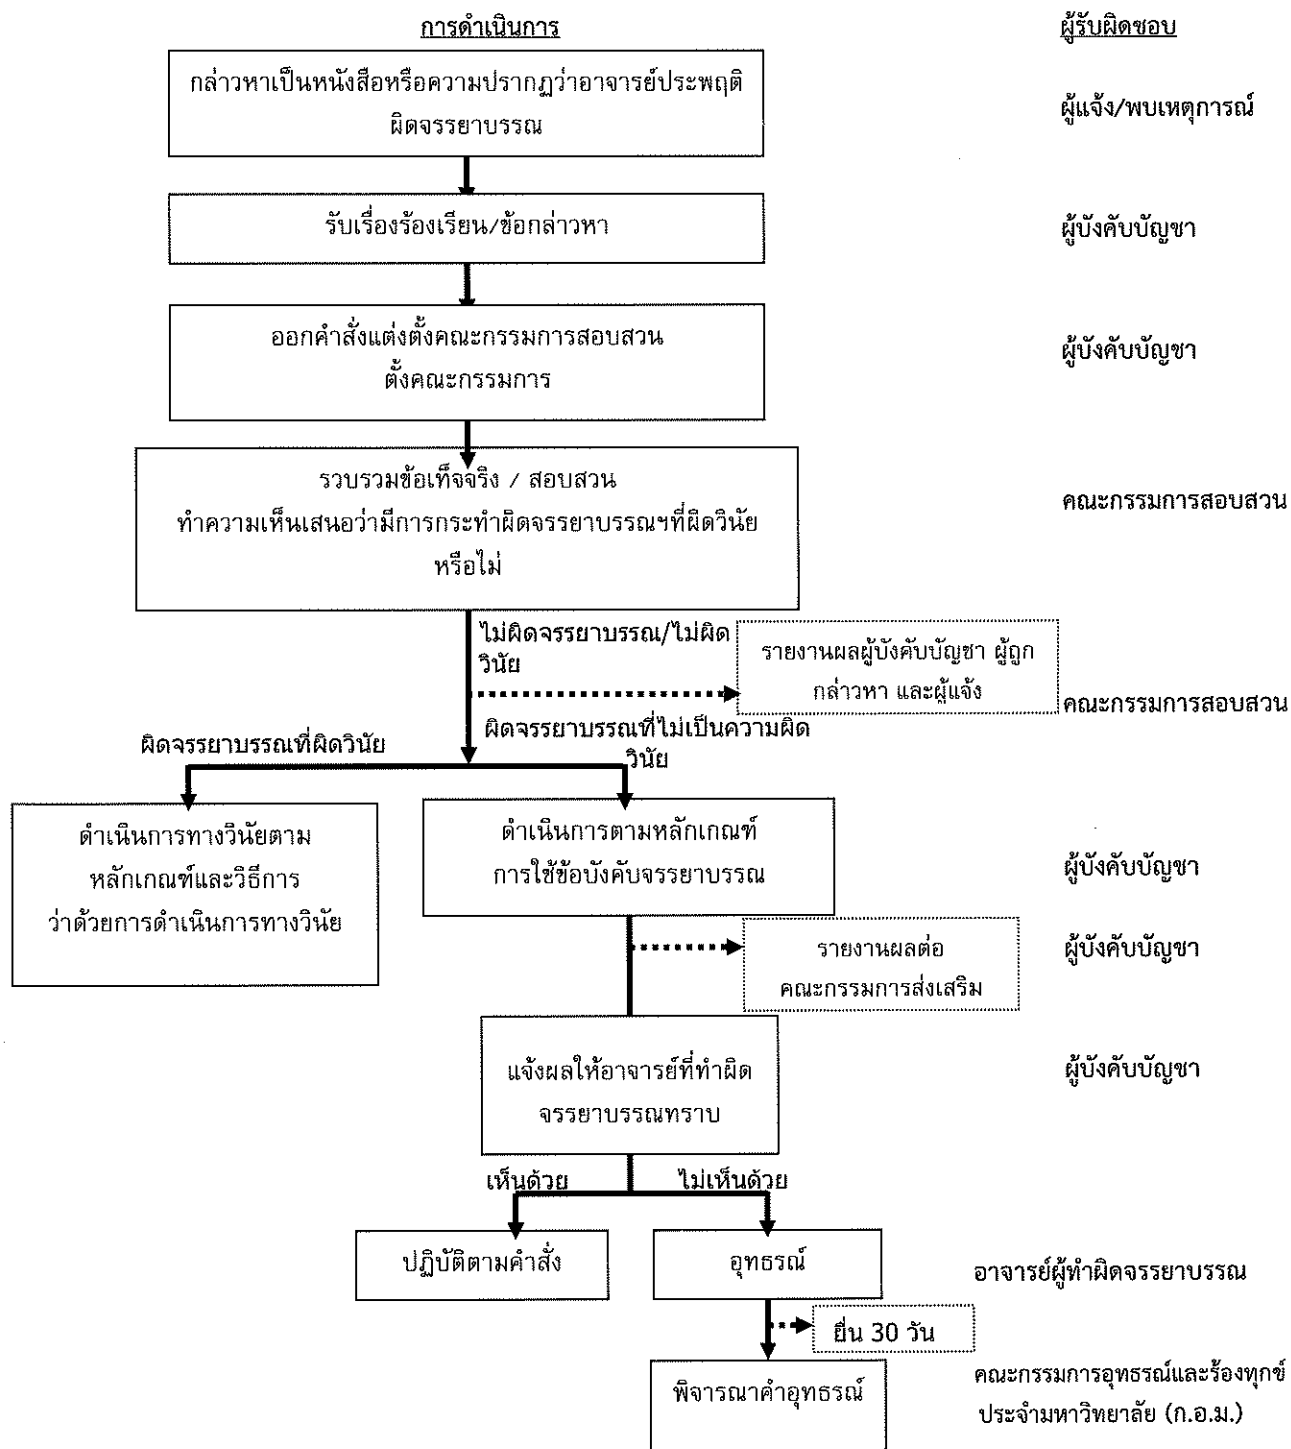 การดำเนินการ
ผู้รับผิดชอบ
กล่าวหาเป็นหนังสือหรือความปรากฏว่าอาจารย์ประพฤติ
ผิดจรรยาบรรณ
ผู้แจ้ง/พบเหตุการณ์
รับเรื่องร้องเรียน/ข้อกล่าวหา
ผู้บังคับบัญชา
ออกคำสั่งแต่งตั้งคณะกรรมการสอบสวน
ตั้งคณะกรรมการ
ผู้บังคับบัญชา
รวบรวมข้อเท็จจริง / สอบสวน
ทำความเห็นเสนอว่ามีการกระทำผิดจรรยาบรรณฯที่ผิดวินัย
หรือไม่
คณะกรรมการสอบสวน
ไม่ผิดจรรยาบรรณ/ไม่ผิด
วินัย
รายงานผลผู้บังคับบัญชา ผู้ถูก
กล่าวหา และผู้แจ้ง
คณะกรรมการสอบสวน
ผิดจรรยาบรรณที่ผิดวินัย
ผิดจรรยาบรรณที่ไม่เป็นความผิด
วินัย
ดำเนินการทางวินัยตาม
หลักเกณฑ์และวิธีการ
ว่าด้วยการดำเนินการทางวินัย
ดำเนินการตามหลักเกณฑ์
การใช้ข้อบังคับจรรยาบรรณ
ผู้บังคับบัญชา
รายงานผลต่อ
คณะกรรมการส่งเสริม
ผู้บังคับบัญชา
แจ้งผลให้อาจารย์ที่ทำผิด
จรรยาบรรณทราบ
ผู้บังคับบัญชา
เห็นด้วย
ไม่เห็นด้วย
ปฏิบัติตามคำสั่ง
อุทธรณ์
อาจารย์ผู้ทำผิดจรรยาบรรณ
ยื่น 30 วัน
พิจารณาคำอุทธรณ์
คณะกรรมการอุทธรณ์และร้องทุกข์
ประจำมหาวิทยาลัย (ก.อ.ม.)